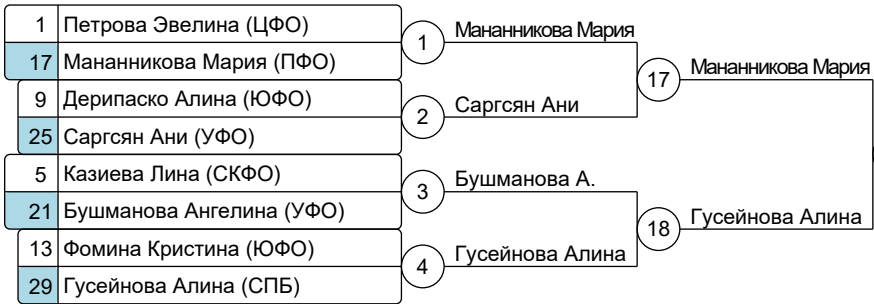 1 Петрова Эвелина (ЦФО)
17 Мананникова Мария (ПФО)
1 Мананникова Мария
9 Дерипаско Алина (ЮФО)
25 Саргсян Ани (УФО)
2 Саргсян Ани
17 Мананникова Мария
5 Казиева Лина (СКФО)
21 Бушманова Ангелина (УФО)
3 Бушманова А.
13 Фомина Кристина (ЮФО)
29 Гусейнова Алина (СПБ)
4 Гусейнова Алина
18 Гусейнова Алина